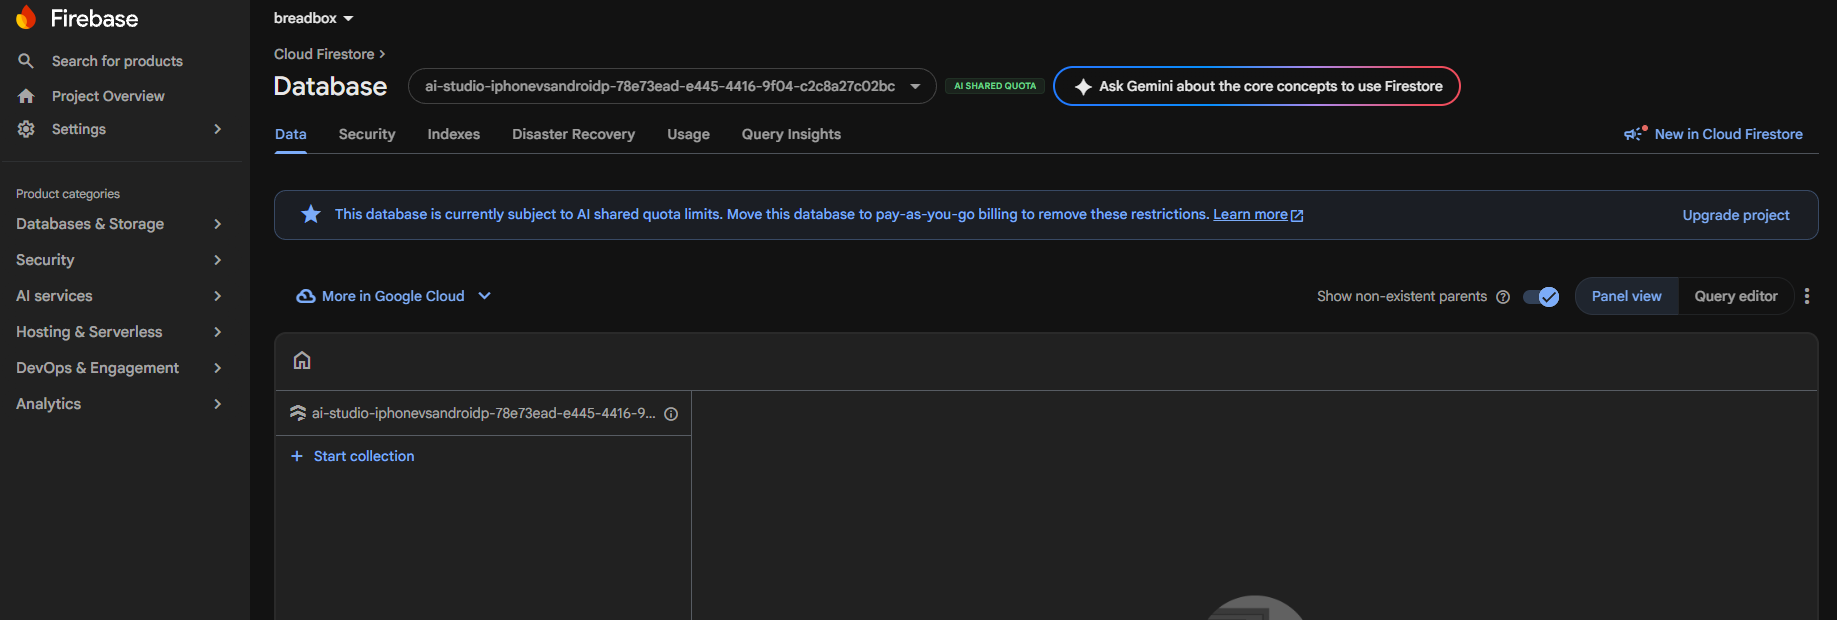 Firebase
Search for products
Project Overview
Settings
Product categories
Databases & Storage
Security
AI services
Hosting & Serverless
DevOps & Engagement
Analytics
breadbox
Cloud Firestore
Database
ai-studio-iphonevsandroidp-78e73ead-e445-4416-9f04-c2c8a27c02bc
AI SHARED QUOTA
Ask Gemini about the core concepts to use Firestore
Data Security Indexes Disaster Recovery Usage Query Insights
New in Cloud Firestore
This database is currently subject to AI shared quota limits. Move this database to pay-as-you-go billing to remove these restrictions. Learn more
Upgrade project
More in Google Cloud
Show non-existent parents
Panel view
Query editor
ai-studio-iphonevsandroidp-78e73ead-e445-4416-9...
+ Start collection